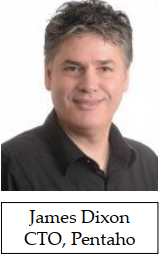 James Dixon
CTO, Pentaho